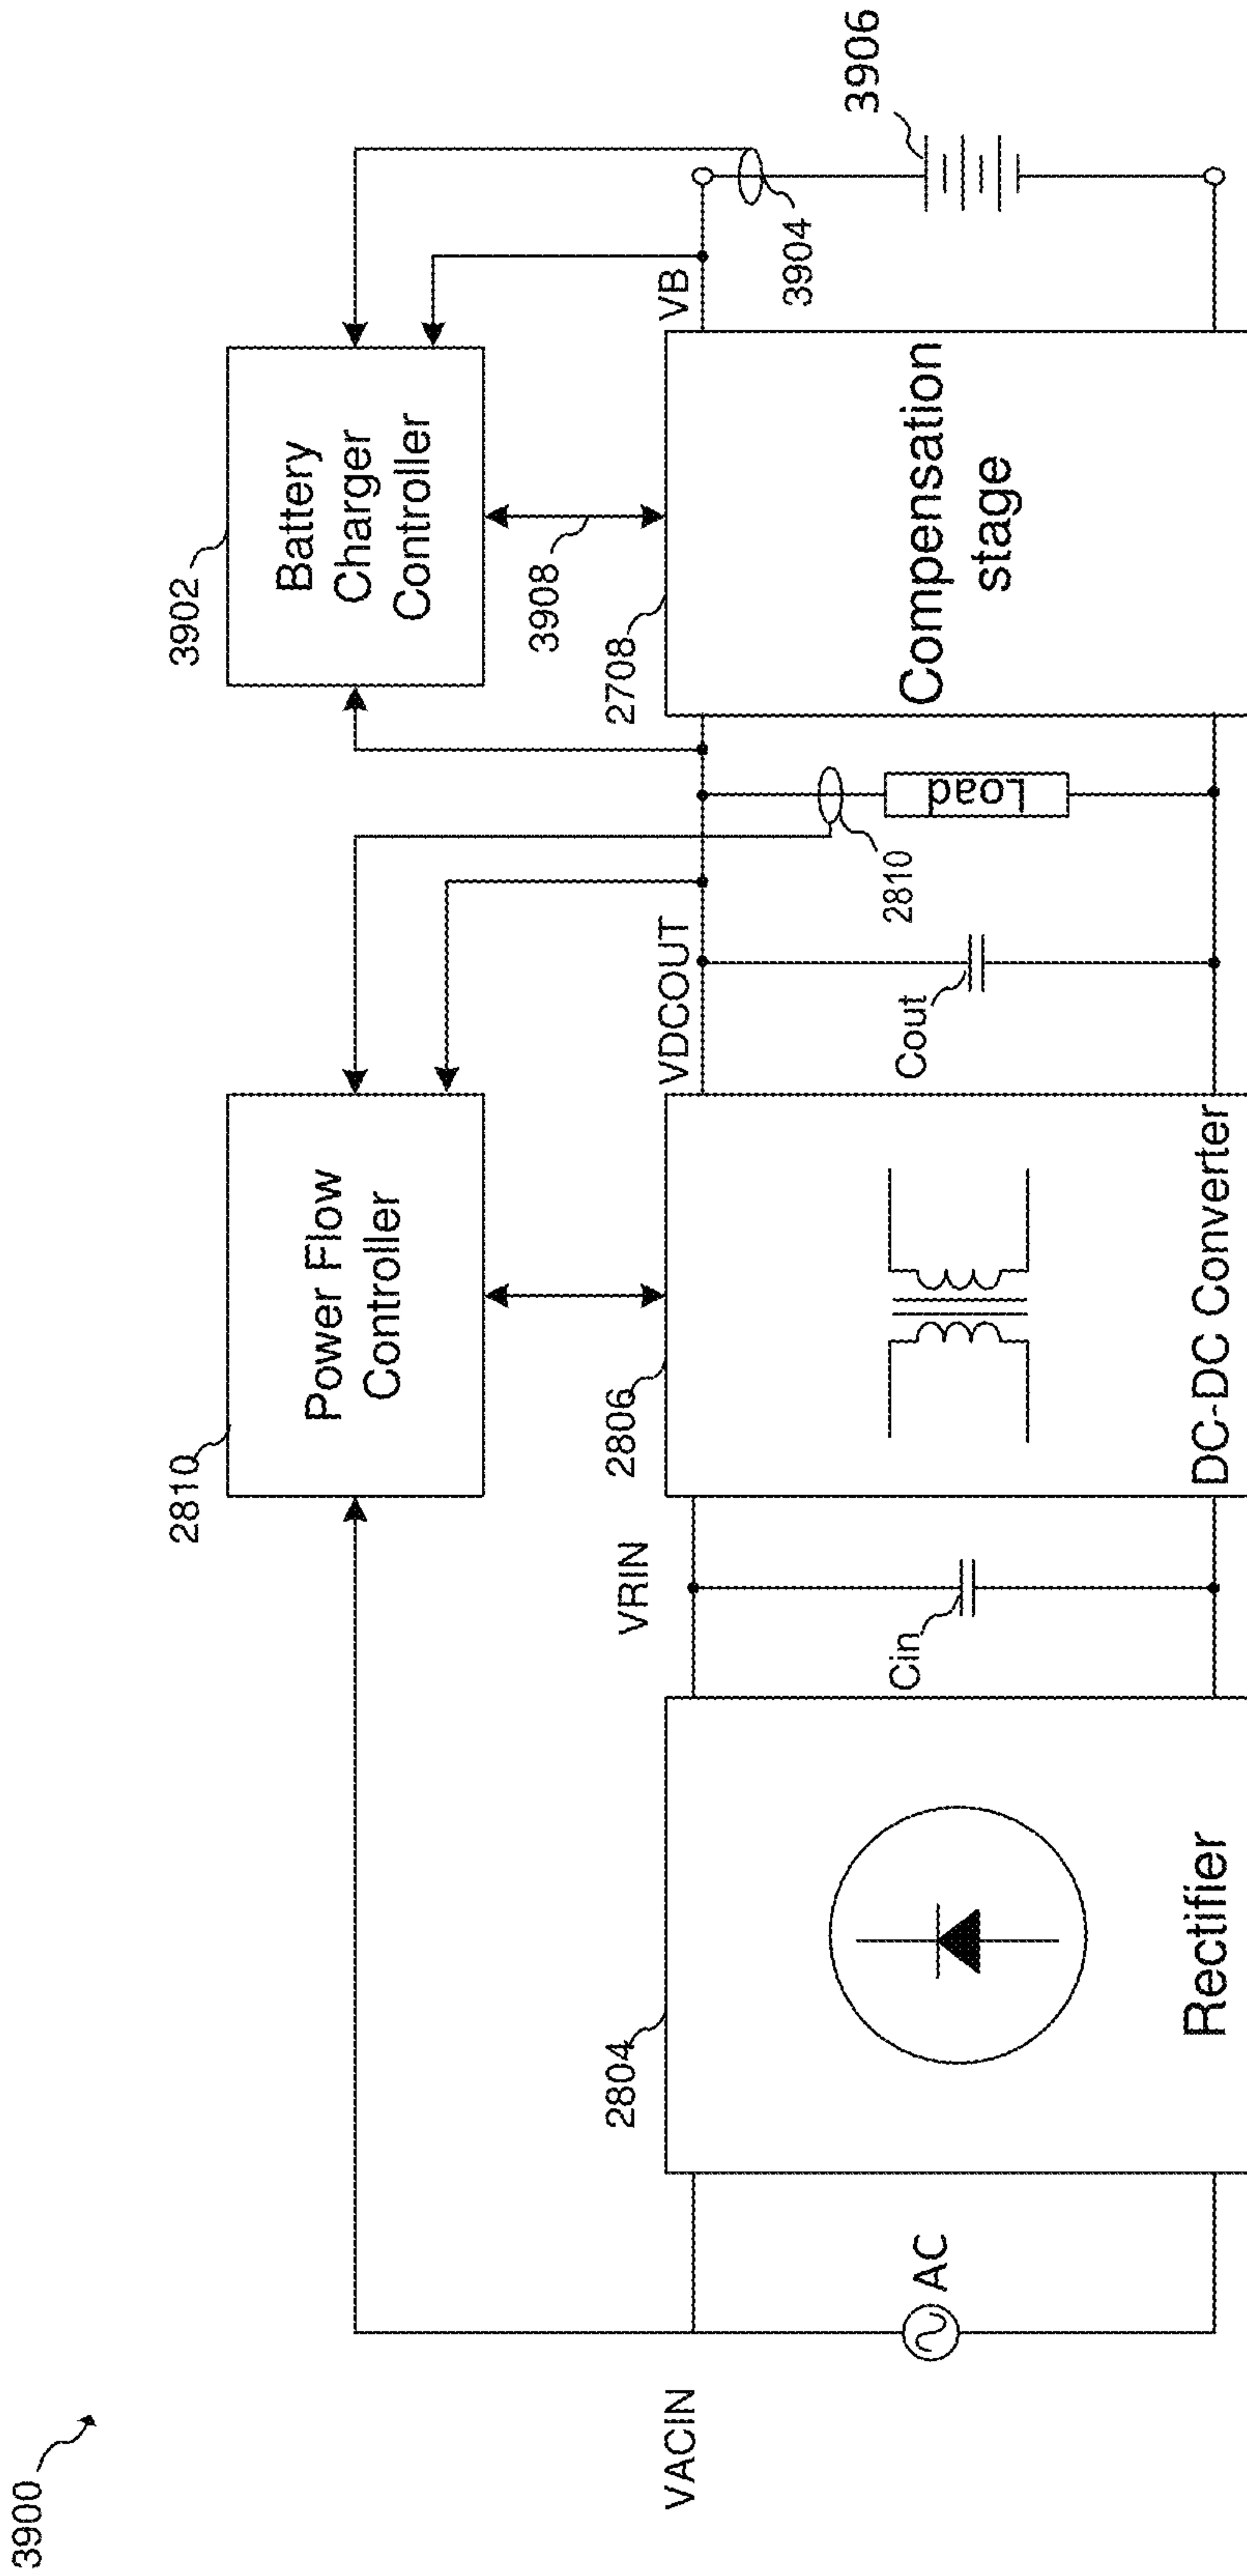 3900
2810
Power Flow
Controller
3902
Battery
Charger
Controller
3908
VACIN
AC
2804
Rectifier
VRIN
Cin
2806
DC-DC Converter
VDCOUT
Cout
2810
Load
2708
Compensation
stage
VB
3904
3906